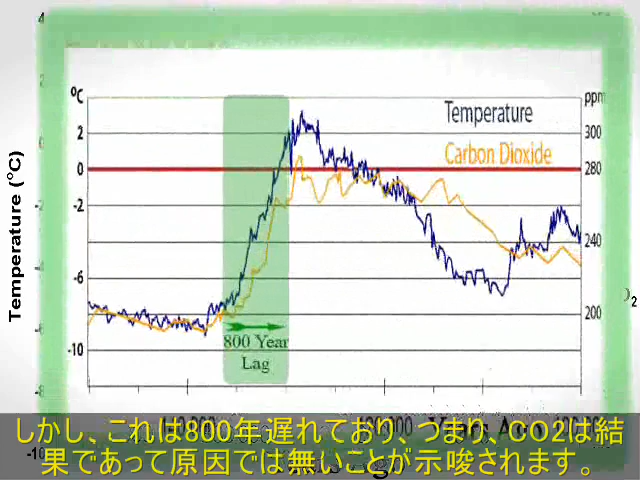 4
°C
ppm
Temperature
2
300
Carbon Dioxide
0
280
-2
240
-6
200
800 Year
Lag
-10
Temperature (°C)
しかし、これは800年遅れており、つまり、CO2は結
果であって原因では無いことが示唆されます。